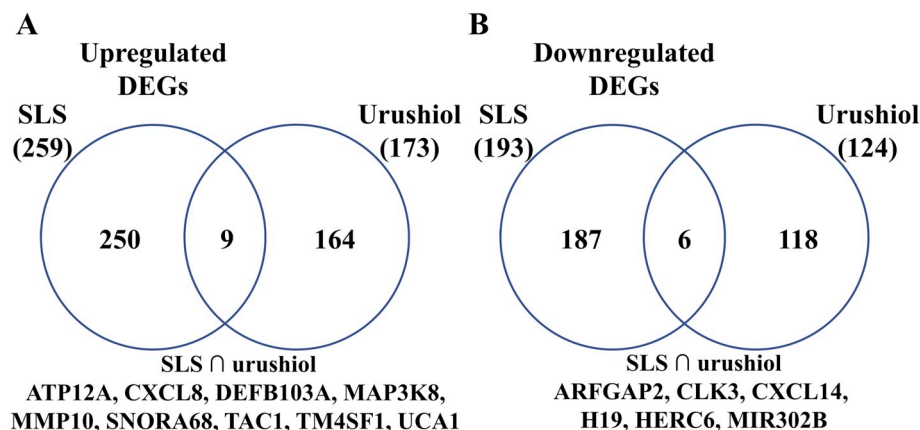 A
Upregulated
DEGs
SLS
(259)
Urushiol
(173)
250
9
164
SLS ∩ urushiol
ATP12A, CXCL8, DEFB103A, MAP3K8,
MMP10, SNORA68, TAC1, TM4SF1, UCA1
B
Downregulated
DEGs
SLS
(193)
Urushiol
(124)
187
6
118
SLS ∩ urushiol
ARFGAP2, CLK3, CXCL14,
H19, HERC6, MIR302B